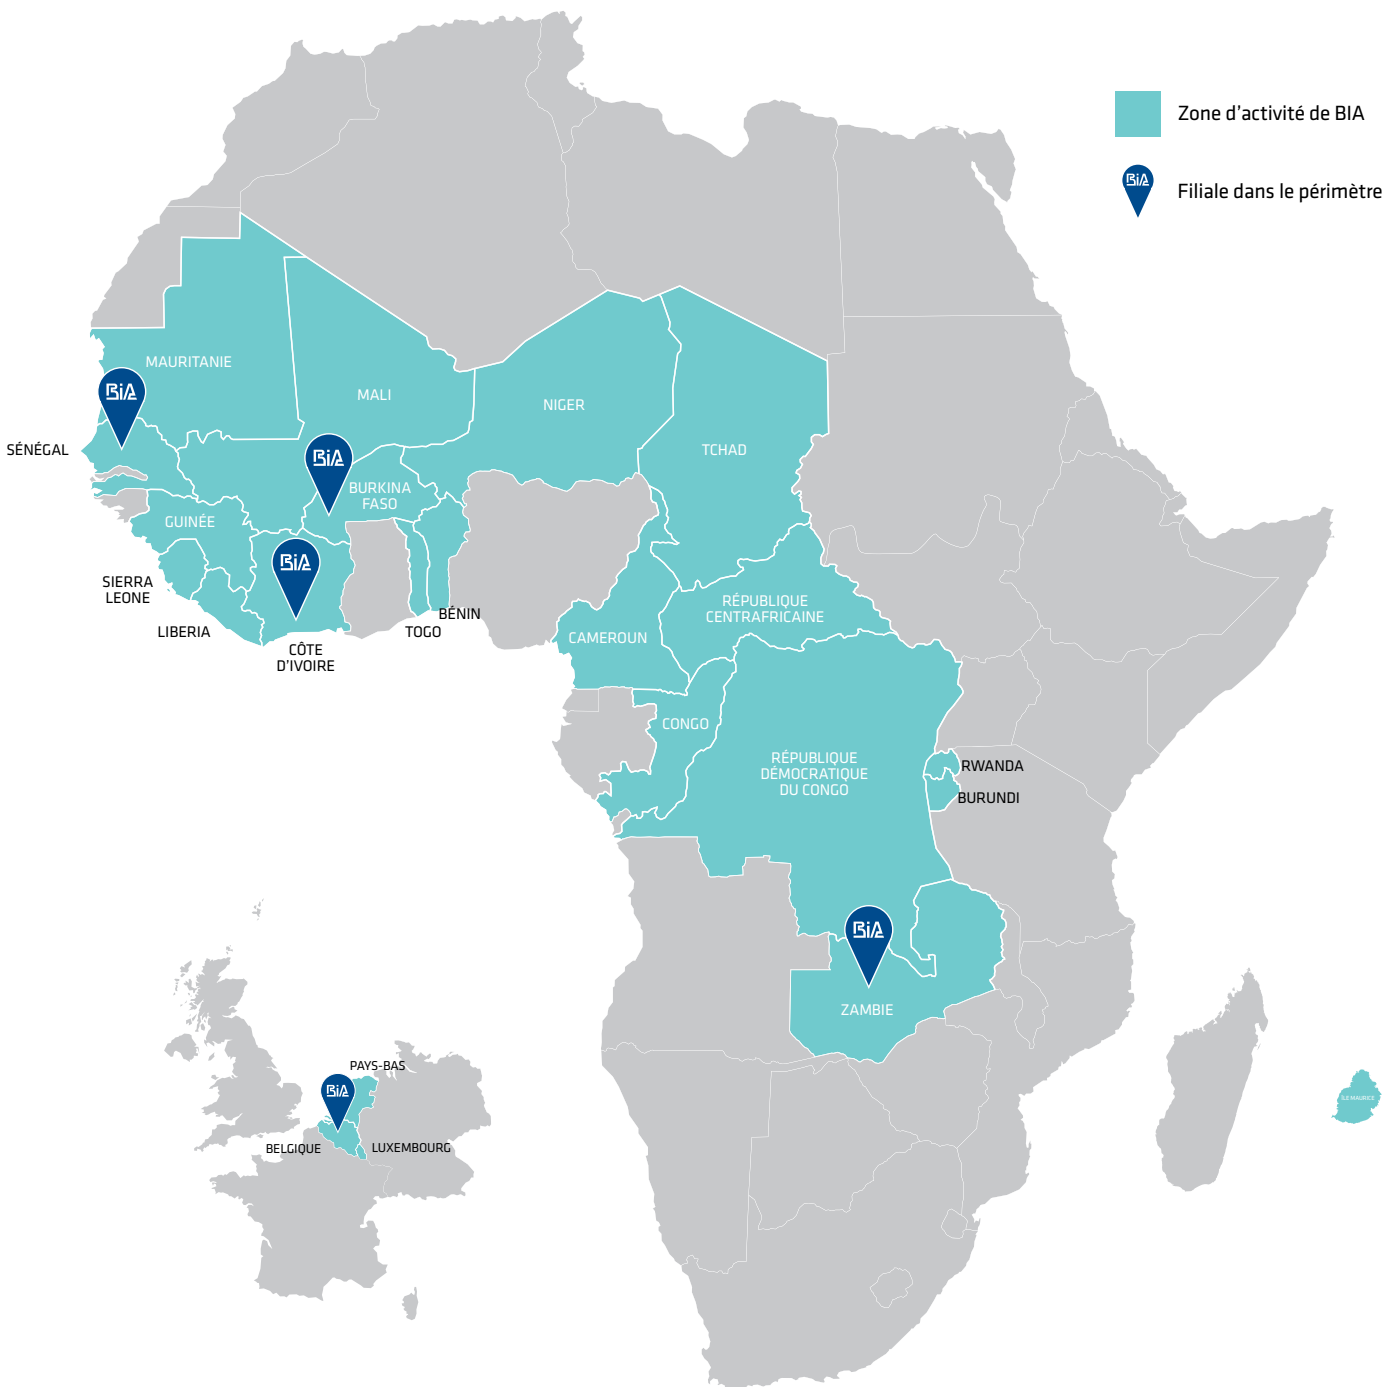 Zone d'activité de BIA
BiA
Filiale dans le périmètre
MAURITANIE
BiA
MALI
NIGER
SÉNÉGAL
TCHAD
BiA
BURKINA
FASO
GUINÉE
BiA
SIERRA
LEONE
LIBERIA
CÔTE
D'IVOIRE
TOGO
BÉNIN
RÉPUBLIQUE
CENTRAFRICAINE
CAMEROUN
CONGO
RÉPUBLIQUE
DÉMOCRATIQUE
DU CONGO
RWANDA
BURUNDI
BiA
ZAMBIE
PAYS-BAS
BiA
BELGIQUE
LUXEMBOURG
ÎLE MAURICE